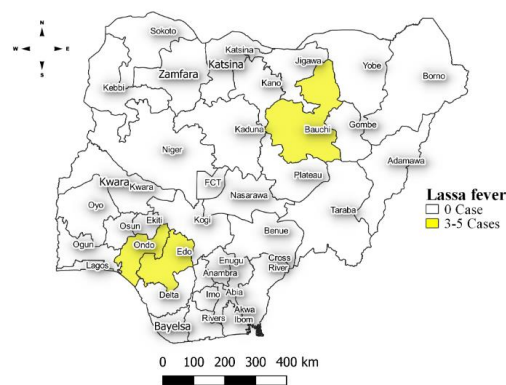 N
W E
S
Sokoto
Katsina
Zamfara
Katsina
Jigawa
Yobe
Borno
Kebbi
Kano
Kaduna
Bauchi
Gombe
Niger
Adamawa
Plateau
FCT
Kwara
Kwara
Nasarawa
Taraba
Oyo
Kogi
Ekiti
Osun
Benue
Ogun
Ondo
Edo
Lagos
Enugu
Cross
River
Anambra
Delta
Imo
Abia
Bayelsa
Rivers
Akwa
Ibom
Lassa fever
0 Case
3-5 Cases
0 100 200 300 400 km